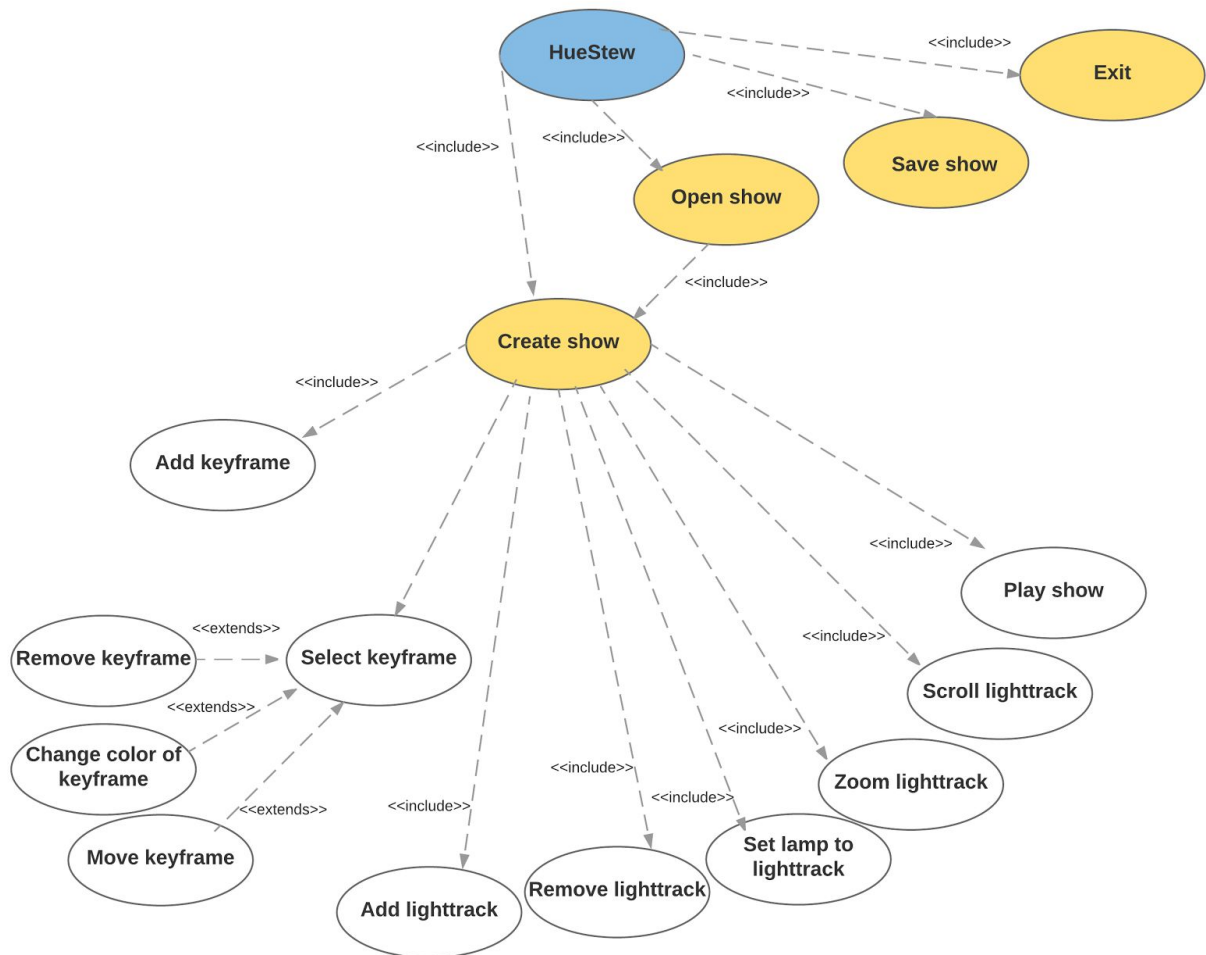 HueStew
<<include>>
Exit
<<include>>
<<include>>
<<include>>
Save show
Open show
<<include>>
Create show
<<include>>
Add keyframe
<<include>>
Play show
<<extends>>
Remove keyframe
Select keyframe
<<include>>
Scroll lighttrack
<<extends>>
Change color of
keyframe
<<include>>
Zoom lighttrack
<<extends>>
Move keyframe
<<include>>
<<include>>
<<include>>
Set lamp to
lighttrack
Remove lighttrack
Add lighttrack